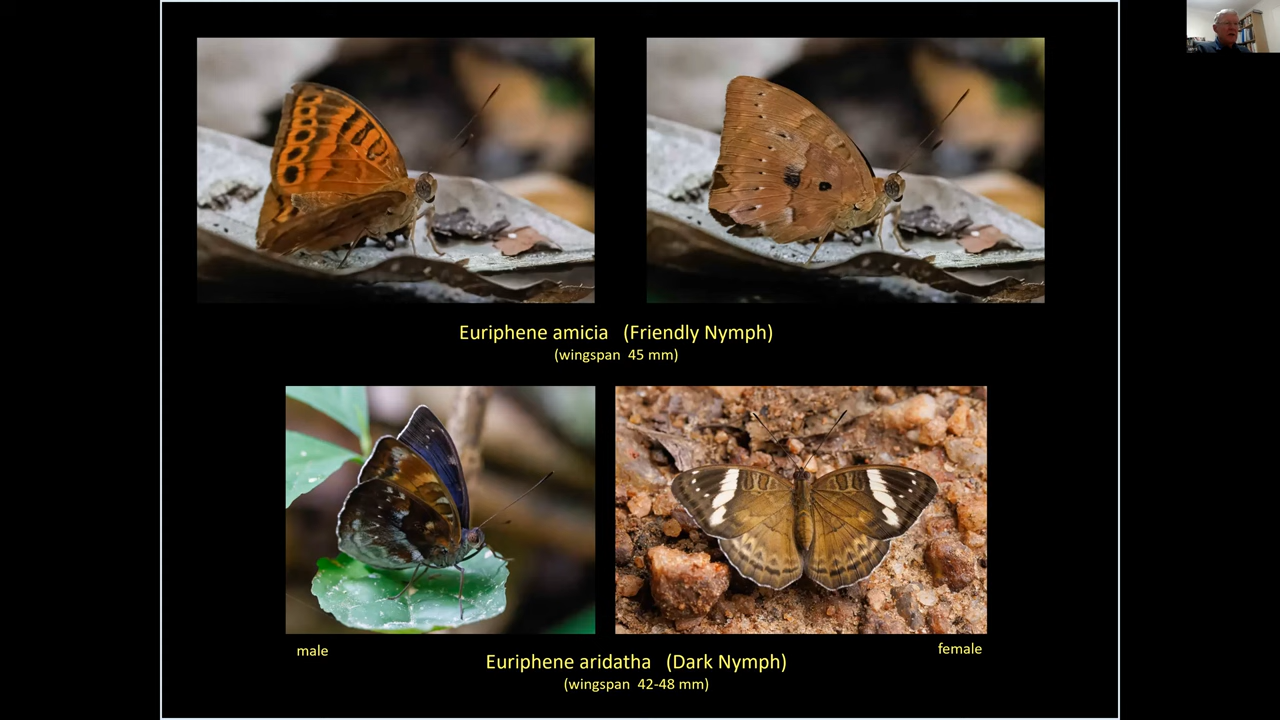 Euriphene amicia (Friendly Nymph)
(wingspan 45 mm)
male
female
Euriphene aridatha (Dark Nymph)
(wingspan 42-48 mm)